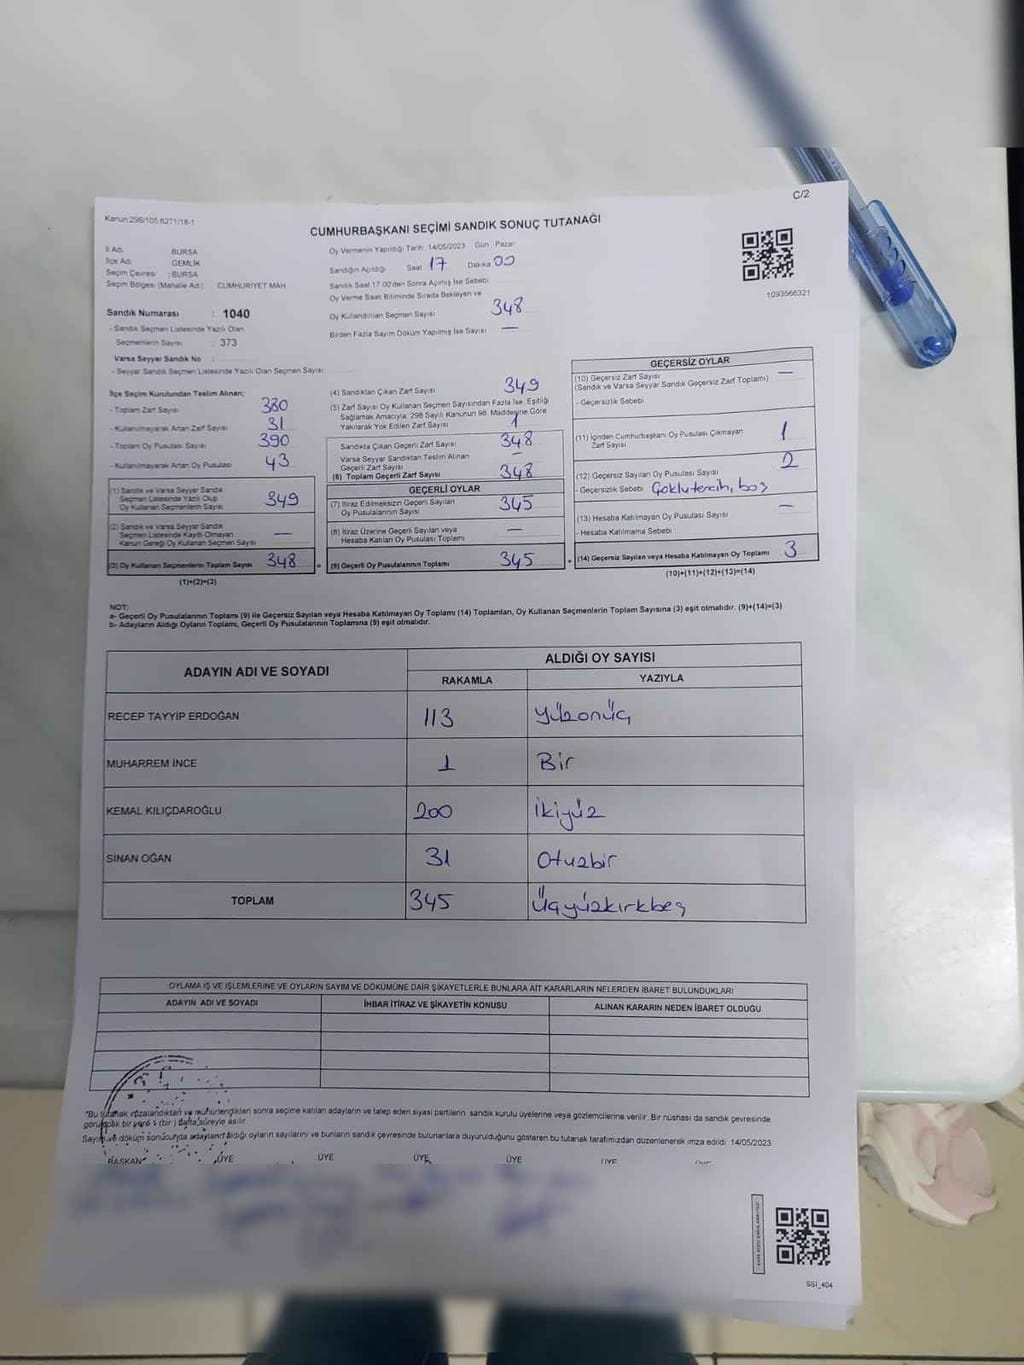 C/2
Kanun:298/105,6271/18-1
CUMHURBAŞKANI SEÇİMİ SANDIK SONUÇ TUTANAĞI
İl Adı BURSA
İlçe Adı GEMLİK
Seçim Çevresi : BURSA
Seçim Bölgesi (Mahalle Adı) CUMHURİYET MAH
Sandık Numarası : 1040
- Sandık Seçmen Listesinde Yazılı Olan
Seçmenlerin Sayısı : 373
Varsa Seyyar Sandık No :
- Seyyar Sandık Seçmen Listesinde Yazılı Olan Seçmen Sayısı :
Oy Vermenin Yapıldığı Tarih 14/05/2023 Gün : Pazar
Sandığın Açıldığı Saat 17 Dakika 00
Sandık Saat 17:00'den Sonra Açılmış İse Sebebi
Oy Verme Saati Bitiminde Sırada Bekleyen ve
Oy Kullandırılan Seçmen Sayısı 348
Birden Fazla Sayım Döküm Yapılmış İse Sayısı —
1093566321
İlçe Seçim Kurulundan Teslim Alınan;
- Toplam Zarf Sayısı 380
- Kullanılmayarak Artan Zarf Sayısı 31
- Toplam Oy Pusulası Sayısı 390
- Kullanılmayarak Artan Oy Pusulası 43
(1) Sandık ve Varsa Seyyar Sandık
Seçmen Listesinde Yazılı Olup
Oy Kullanan Seçmenlerin Sayısı 349
(2) Sandık ve Varsa Seyyar Sandık
Seçmen Listesinde Kaydı Olmayan
Kanun Gereği Oy Kullanan Seçmen Sayısı —
(3) Oy Kullanan Seçmenlerin Toplam Sayısı 348
(1)+(2)=(3)
(4) Sandıktan Çıkan Zarf Sayısı 349
(5) Zarf Sayısı Oy Kullanan Seçmen Sayısından Fazla İse, Eşitliği
Sağlamak Amacıyla; 298 Sayılı Kanunun 98. Maddesine Göre
Yakılarak Yok Edilen Zarf Sayısı 1
Sandıkta Çıkan Geçerli Zarf Sayısı 348
Varsa Seyyar Sandıktan Teslim Alınan
Geçerli Zarf Sayısı —
(6) Toplam Geçerli Zarf Sayısı 348
GEÇERLİ OYLAR
(7) İtiraz Edilmeksizin Geçerli Sayılan
Oy Pusulalarının Sayısı 345
(8) İtiraz Üzerine Geçerli Sayılan veya
Hesaba Katılan Oy Pusulası Toplamı —
(9) Geçerli Oy Pusulalarının Toplamı 345
GEÇERSİZ OYLAR
(10) Geçersiz Zarf Sayısı —
(Sandık ve Varsa Seyyar Sandık Geçersiz Zarf Toplamı)
- Geçersizlik Sebebi
(11) İçinden Cumhurbaşkanı Oy Pusulası Çıkmayan
Zarf Sayısı 1
(12) Geçersiz Sayılan Oy Pusulası Sayısı 2
- Geçersizlik Sebebi Çoklu tercih, boş
(13) Hesaba Katılmayan Oy Pusulası Sayısı —
- Hesaba Katılmama Sebebi
(14) Geçersiz Sayılan veya Hesaba Katılmayan Oy Toplamı 3
(10)+(11)+(12)+(13)=(14)
NOT:
a- Geçerli Oy Pusulalarının Toplamı (9) ile Geçersiz Sayılan veya Hesaba Katılmayan Oy Toplamı (14) Toplamları, Oy Kullanan Seçmenlerin Toplam Sayısına (3) eşit olmalıdır. (9)+(14)=(3)
b- Adayların Aldığı Oyların Toplamı, Geçerli Oy Pusulalarının Toplamına (9) eşit olmalıdır.
ADAYIN ADI VE SOYADI ALDIĞI OY SAYISI
RAKAMLA YAZIYLA
RECEP TAYYİP ERDOĞAN 113 Yüzonüç
MUHARREM İNCE 1 Bir
KEMAL KILIÇDAROĞLU 200 İkiyüz
SİNAN OĞAN 31 Otuzbir
TOPLAM 345 Üçyüzkırkbeş
OYLAMA İŞ VE İŞLEMLERİNE VE OYLARIN SAYIM VE DÖKÜMÜNE DAİR ŞİKAYETLERLE BUNLARA AİT KARARLARIN NELERDEN İBARET BULUNDUKLARI
ADAYIN ADI VE SOYADI İHBAR İTİRAZ VE ŞİKAYETİN KONUSU ALINAN KARARIN NEDEN İBARET OLDUĞU
"Bu tutanak imzalandıktan ve mühürlendikten sonra seçime katılan adayların ve talep eden siyasi partilerin sandık kurulu üyelerine veya gözlemcilerine verilir. Bir nüshası da sandık çevresinde
görülecek bir yere 1 (bir) hafta süreyle asılır.
Sayım ve döküm sonucunda adayların aldığı oyların sayılarını ve bunların sandık çevresinde bulunanlara duyurulduğunu gösteren bu tutanak tarafımızdan düzenlenerek imza edildi. 14/05/2023
BAŞKAN ÜYE ÜYE ÜYE ÜYE ÜYE ÜYE
SSI_404